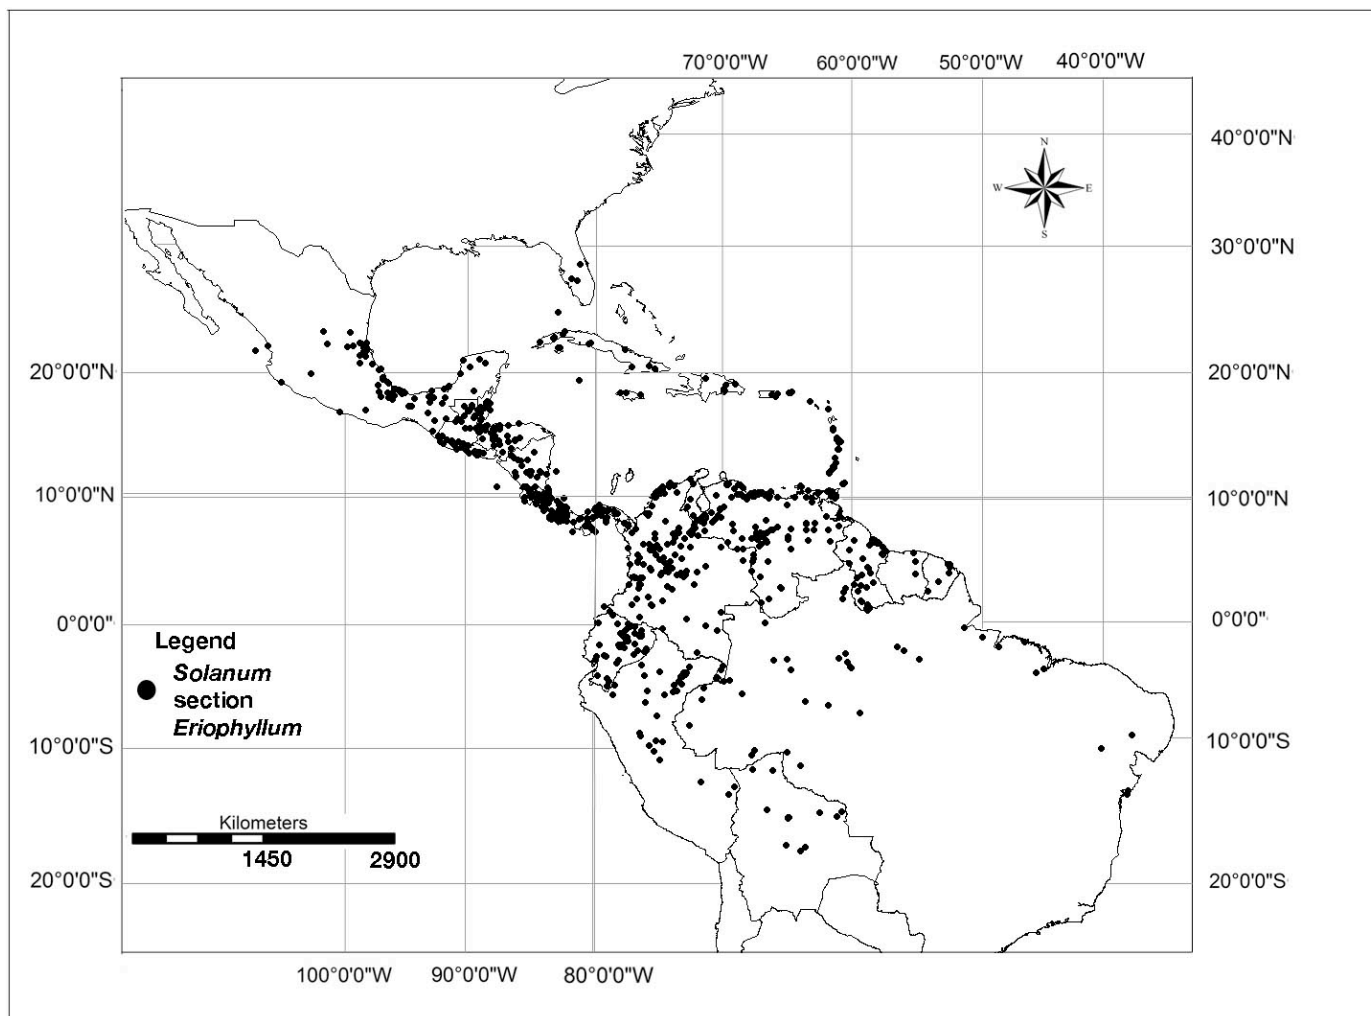 70°0'0"W 60°0'0"W 50°0'0"W 40°0'0"W
40°0'0"N
N
W E
S
30°0'0"N
20°0'0"N 20°0'0"N
10°0'0"N 10°0'0"N
0°0'0" 0°0'0"
Legend
Solanum
section
Eriophyllum
10°0'0"S 10°0'0"S
Kilometers
1450 2900
20°0'0"S 20°0'0"S
100°0'0"W 90°0'0"W 80°0'0"W